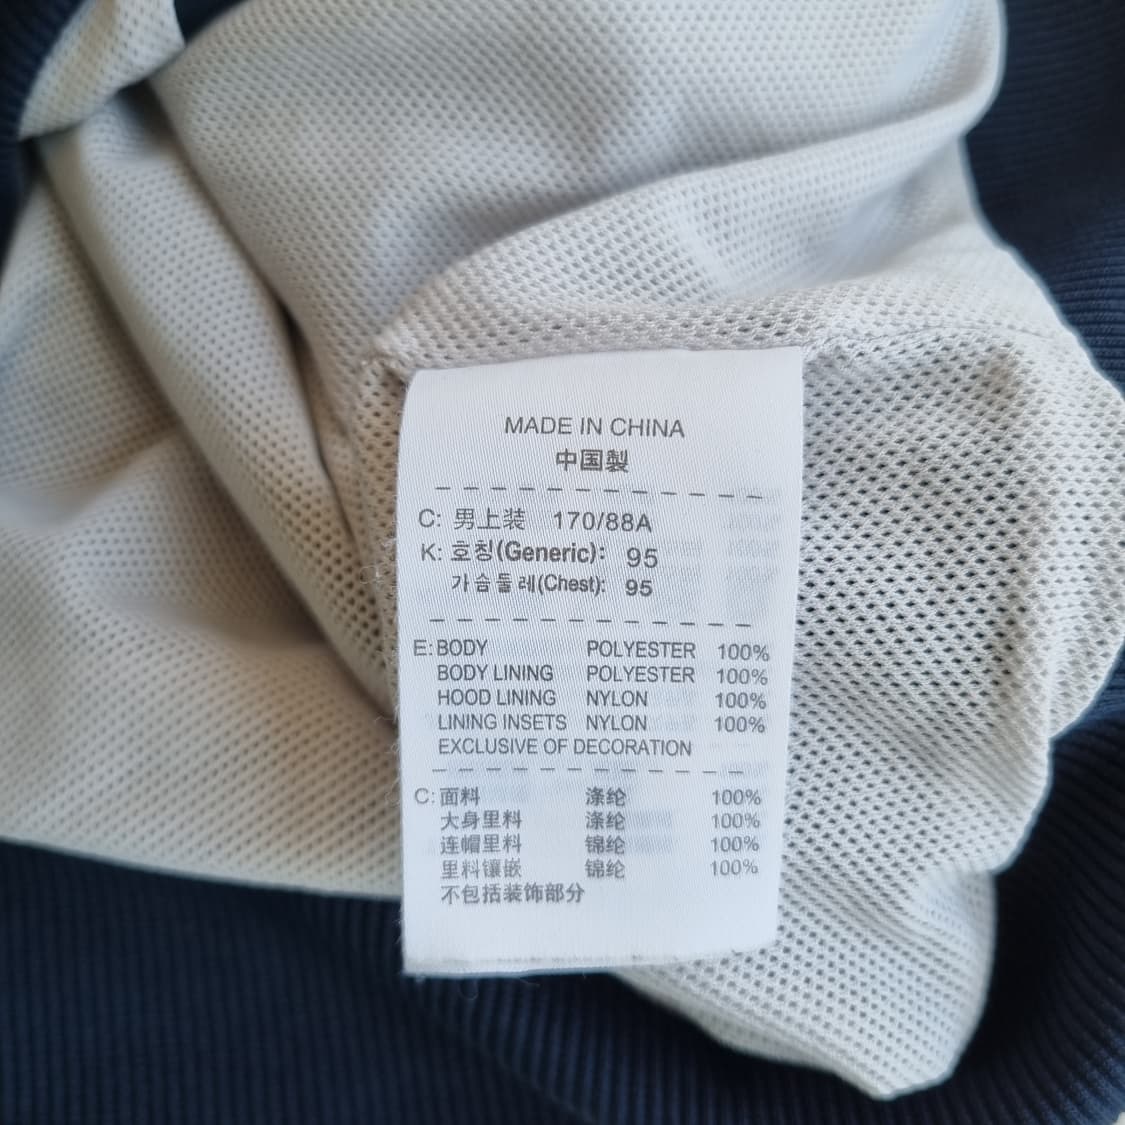 MADE IN CHINA
中国製
C: 男上装 170/88A
K: 호칭(Generic): 95
가슴둘레(Chest): 95
E: BODY POLYESTER 100%
BODY LINING POLYESTER 100%
HOOD LINING NYLON 100%
LINING INSETS NYLON 100%
EXCLUSIVE OF DECORATION
C: 面料 涤纶 100%
大身里料 涤纶 100%
连帽里料 锦纶 100%
里料镶嵌 锦纶 100%
不包括装饰部分